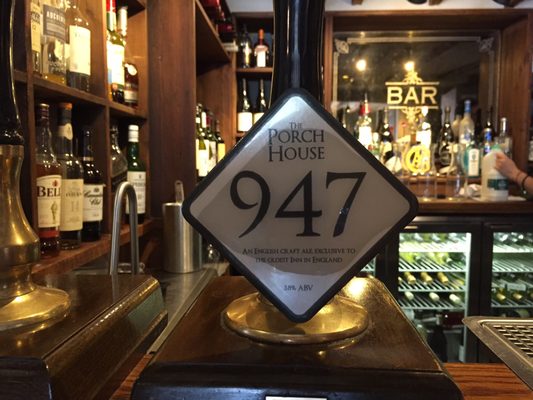 THE
PORCH
HOUSE
947
AN ENGLISH CRAFT ALE EXCLUSIVE TO
THE OLDEST INN IN ENGLAND
3.8% ABV
BAR
BELL'S